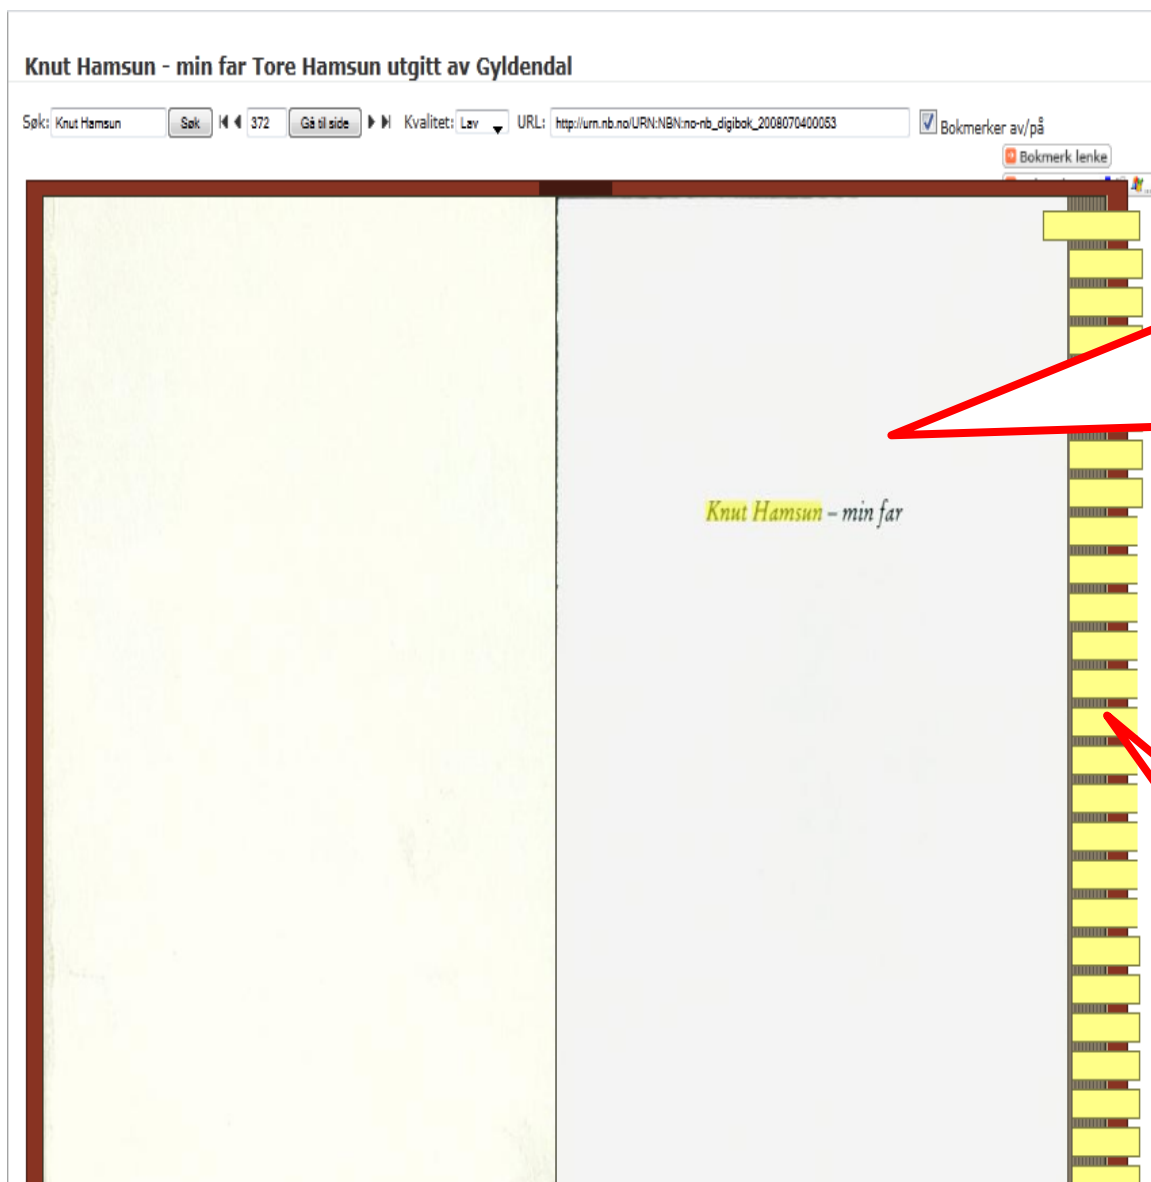 Knut Hamsun - min far Tore Hamsun utgitt av Gyldendal
Søk: Knut Hamsun Søk 372 Gå til side Kvalitet: Lav URL: http://urn.nb.no/URN:NBN:no-nb_digibok_2008070400053 Bokmerker av/på
Bokmerk lenke
Knut Hamsun – min far